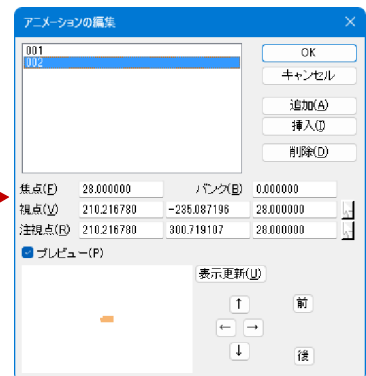 アニメーションの編集
001
002
OK
キャンセル
追加(A)
挿入(I)
削除(D)
焦点(F) 28.000000 バンク(B) 0.000000
視点(V) 210.216780 -235.087196 28.000000
注視点(R) 210.216780 300.719107 28.000000
プレビュー(P)
表示更新(U)
↑ 前
← →
↓ 後